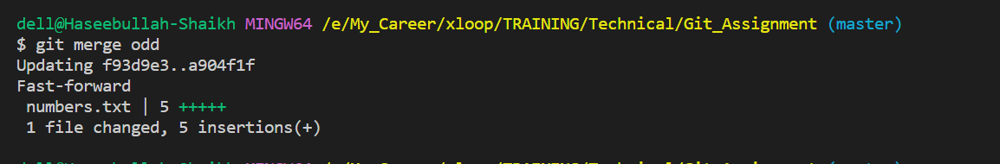 dell@Haseebullah-Shaikh MINGW64 /e/My_Career/xloop/TRAINING/Technical/Git_Assignment (master)
$ git merge odd
Updating f93d9e3..a904f1f
Fast-forward
 numbers.txt | 5 +++++
 1 file changed, 5 insertions(+)